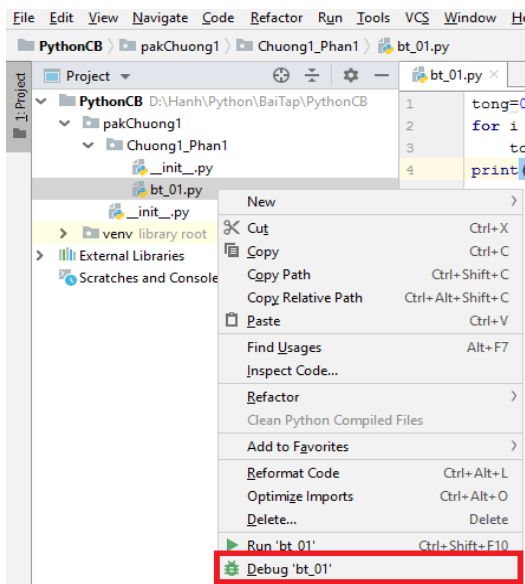 File Edit View Navigate Code Refactor Run Tools VCS Window
PythonCB pakChuong1 Chuong1_Phan1 bt_01.py
1: Project
Project
bt_01.py
PythonCB D:\Hanh\Python\BaiTap\PythonCB
pakChuong1
Chuong1_Phan1
__init__.py
bt_01.py
__init__.py
venv library root
External Libraries
Scratches and Console
1 tong=
2 for i
3
4 print(
New
Cut Ctrl+X
Copy Ctrl+C
Copy Path Ctrl+Shift+C
Copy Relative Path Ctrl+Alt+Shift+C
Paste Ctrl+V
Find Usages Alt+F7
Inspect Code...
Refactor
Clean Python Compiled Files
Add to Favorites
Reformat Code Ctrl+Alt+L
Optimize Imports Ctrl+Alt+O
Delete... Delete
Run 'bt_01' Ctrl+Shift+F10
Debug 'bt_01'